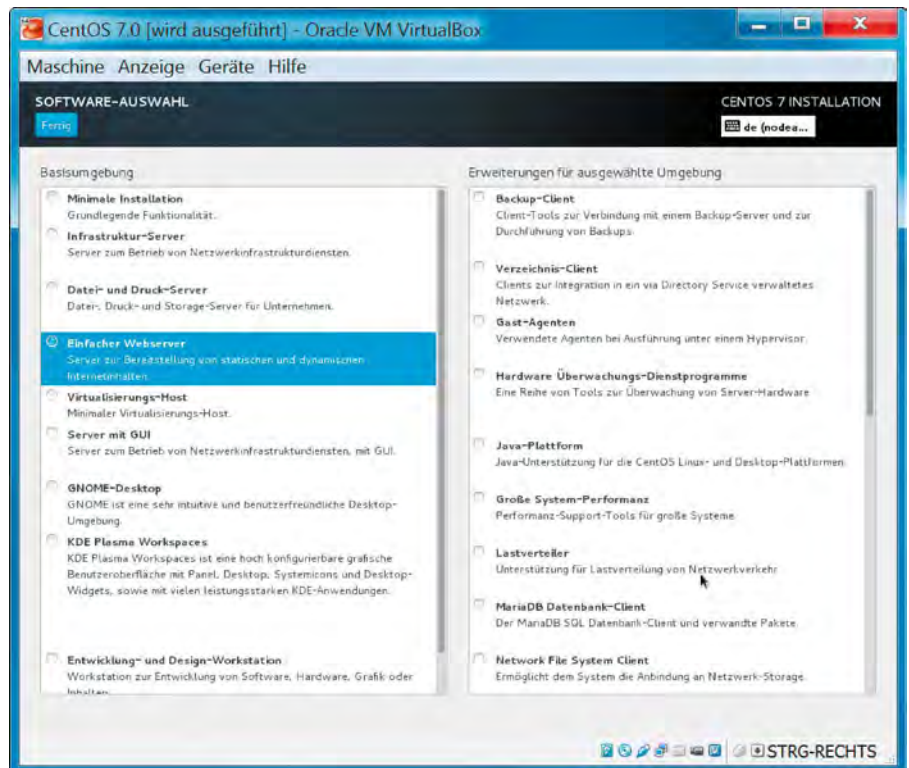 CentOS 7.0 [wird ausgeführt] - Oracle VM VirtualBox
Maschine Anzeige Geräte Hilfe
SOFTWARE-AUSWAHL
CENTOS 7 INSTALLATION
Fertig
de (nodea...
Basisumgebung
Minimale Installation
Grundlegende Funktionalität.
Infrastruktur-Server
Server zum Betrieb von Netzwerkinfrastrukturdiensten.
Datei- und Druck-Server
Datei-, Druck- und Storage-Server für Unternehmen.
Einfacher Webserver
Server zur Bereitstellung von statischen und dynamischen
Internetinhalten.
Virtualisierungs-Host
Minimaler Virtualisierungs-Host.
Server mit GUI
Server zum Betrieb von Netzwerkinfrastrukturdiensten, mit GUI.
GNOME-Desktop
GNOME ist eine sehr intuitive und benutzerfreundliche Desktop-
Umgebung.
KDE Plasma Workspaces
KDE Plasma Workspaces ist eine hoch konfigurierbare grafische
Benutzeroberfläche mit Panel, Desktop, Systemicons und Desktop-
Widgets, sowie mit vielen leistungsstarken KDE-Anwendungen.
Entwicklung- und Design-Workstation
Workstation zur Entwicklung von Software, Hardware, Grafik oder
Inhalten.
Erweiterungen für ausgewählte Umgebung
Backup-Client
Client-Tools zur Verbindung mit einem Backup-Server und zur
Durchführung von Backups.
Verzeichnis-Client
Clients zur Integration in ein via Directory Service verwaltetes
Netzwerk.
Gast-Agenten
Verwendete Agenten bei Ausführung unter einem Hypervisor.
Hardware Überwachungs-Dienstprogramme
Eine Reihe von Tools zur Überwachung von Server-Hardware
Java-Plattform
Java-Unterstützung für die CentOS Linux- und Desktop-Plattformen.
Große System-Performanz
Performanz-Support-Tools für große Systeme.
Lastverteiler
Unterstützung für Lastverteilung von Netzwerkverkehr
MariaDB Datenbank-Client
Der MariaDB SQL Datenbank-Client und verwandte Pakete.
Network File System Client
Ermöglicht dem System die Anbindung an Netzwerk-Storage.
STRG-RECHTS